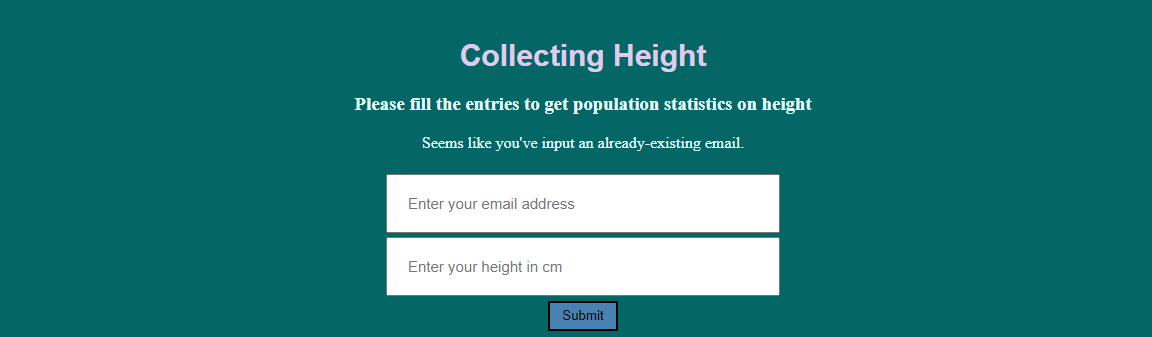 Collecting Height
Please fill the entries to get population statistics on height
Seems like you've input an already-existing email.
Enter your email address
Enter your height in cm
Submit